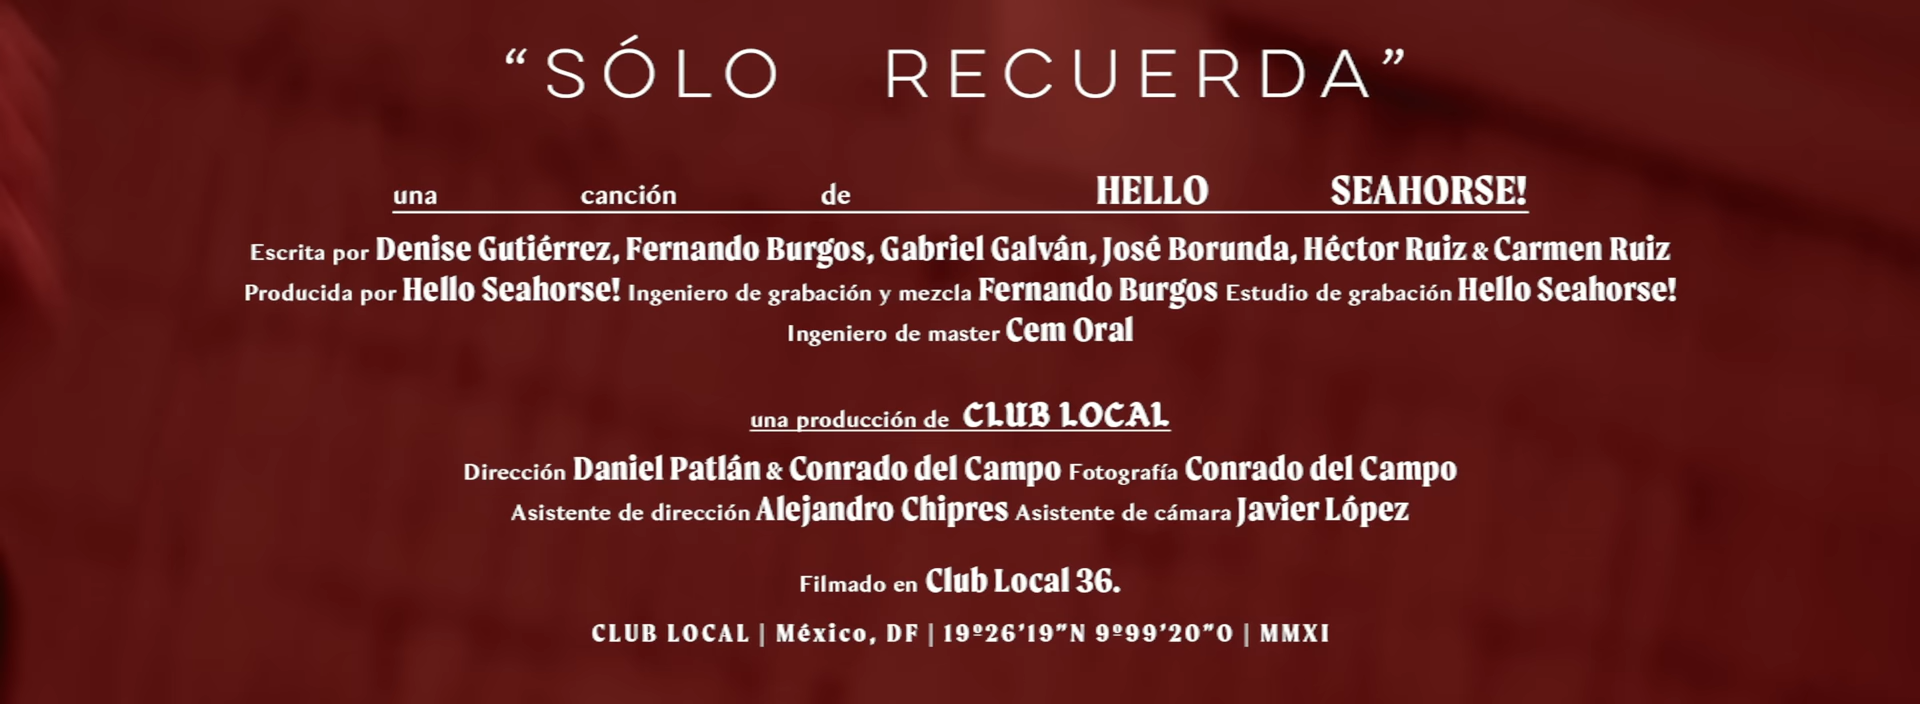 “SÓLO RECUERDA”
una canción de HELLO SEAHORSE!
Escrita por Denise Gutiérrez, Fernando Burgos, Gabriel Galván, José Borunda, Héctor Ruiz & Carmen Ruiz
Producida por Hello Seahorse! Ingeniero de grabación y mezcla Fernando Burgos Estudio de grabación Hello Seahorse!
Ingeniero de master Cem Oral
una producción de CLUB LOCAL
Dirección Daniel Patlán & Conrado del Campo Fotografía Conrado del Campo
Asistente de dirección Alejandro Chipres Asistente de cámara Javier López
Filmado en Club Local 36.
CLUB LOCAL | México, DF | 19º26’19”N 9º99’20”O | MMXI